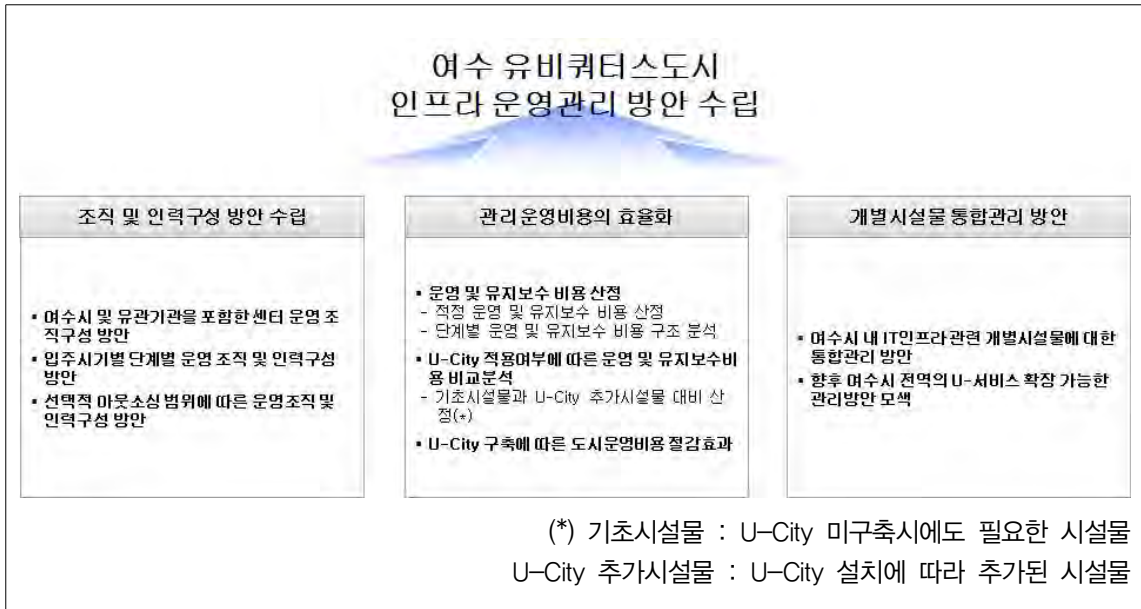 여수 유비쿼터스도시
인프라 운영관리 방안 수립
조직 및 인력구성 방안 수립
▪ 여수시 및 유관기관을 포함한 센터 운영 조
직구성 방안
▪ 입주시기별 단계별 운영 조직 및 인력구성
방안
▪ 선택적 아웃소싱 범위에 따른 운영조직 및
인력구성 방안
관리운영비용의 효율화
▪ 운영 및 유지보수 비용 산정
- 적정 운영 및 유지보수 비용 산정
- 단계별 운영 및 유지보수 비용 구조 분석
▪ U-City 적용여부에 따른 운영 및 유지보수비
용 비교분석
- 기초시설물과 U-City 추가시설물 대비 산
정(*)
▪ U-City 구축에 따른 도시운영비용 절감효과
개별시설물 통합관리 방안
▪ 여수시 내 IT인프라관련 개별시설물에 대한
통합관리 방안
▪ 향후 여수시 전역의 U-서비스 확장 가능한
관리방안 모색
(*) 기초시설물 : U-City 미구축시에도 필요한 시설물
U-City 추가시설물 : U-City 설치에 따라 추가된 시설물